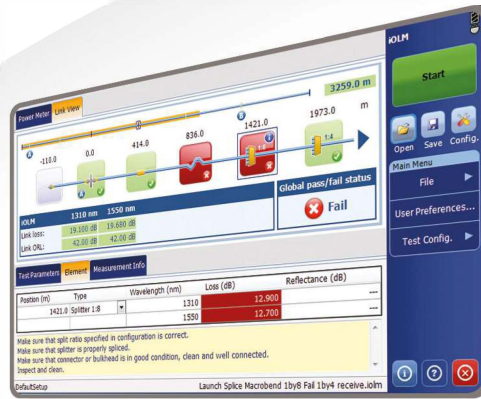 iOLM
Power Meter Link View
3259.0 m
Start
B
A
-110.0 0.0 414.0 836.0 1421.0 1973.0 m
1:8 1:4
A
Open Save Config.
Main Menu
File
User Preferences...
Test Config.
Global pass/fail status
Fail
iOLM 1310 nm 1550 nm
Link loss: 19.100 dB 19.660 dB
Link ORL: 42.00 dB 42.00 dB
Test Parameters Element Measurement Info
Position (m) Type Wavelength (nm) Loss (dB) Reflectance (dB)
1421.0 Splitter 1:8 1310 12.900 ---
1550 12.700 ---
Make sure that split ratio specified in configuration is correct.
Make sure that splitter is properly spliced.
Make sure that connector or bulkhead is in good condition, clean and well connected.
Inspect and clean.
DefaultSetup Launch Splice Macrobend 1by8 Fail 1by4 receive.iolm